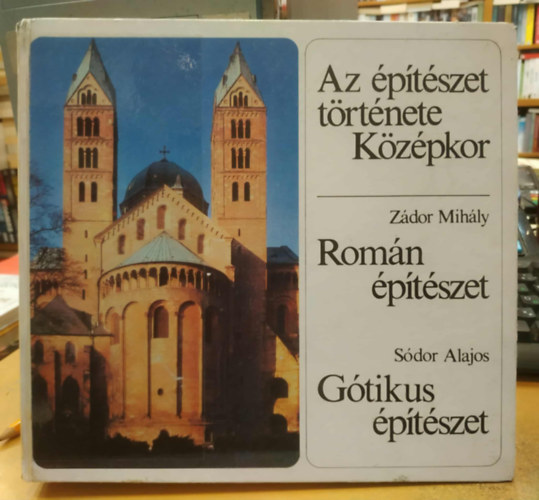 Az építészet
története
Középkor
Zádor Mihály
Román
építészet
Sódor Alajos
Gótikus
építészet